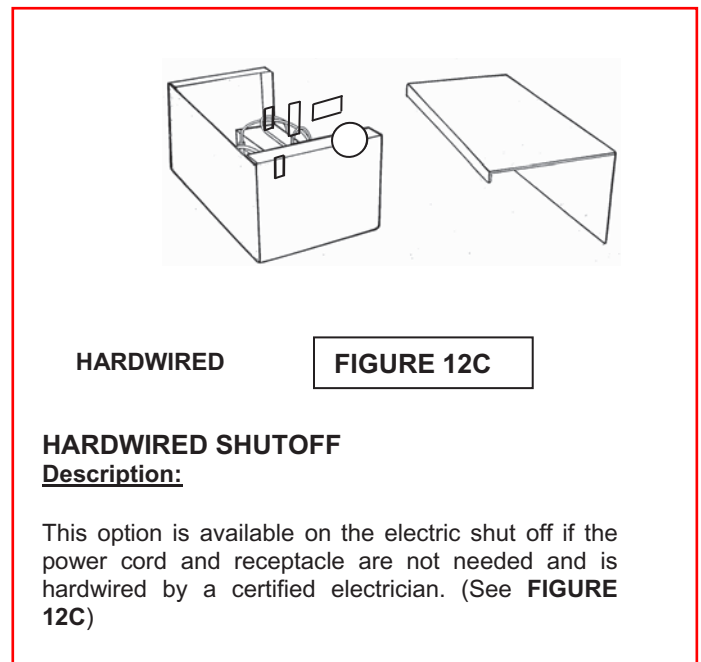 HARDWIRED FIGURE 12C
HARDWIRED SHUTOFF
Description:
This option is available on the electric shut off if the
power cord and receptacle are not needed and is
hardwired by a certified electrician. (See FIGURE
12C)